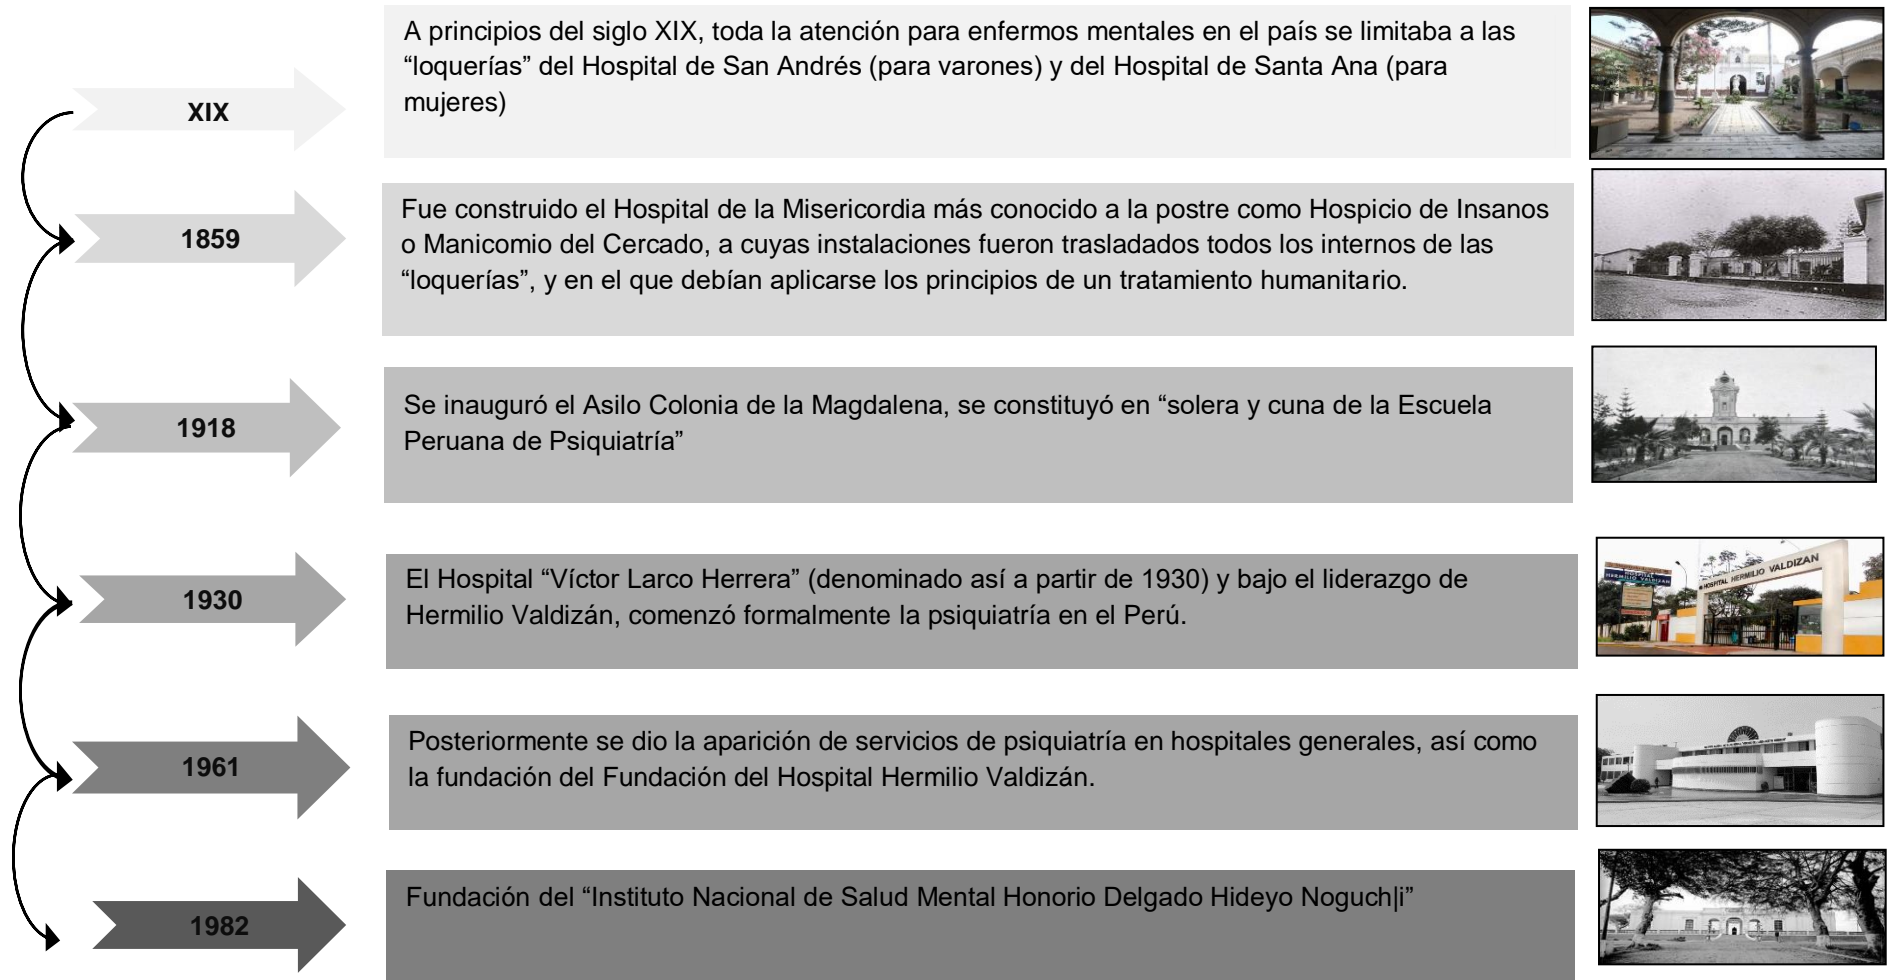 XIX
A principios del siglo XIX, toda la atención para enfermos mentales en el país se limitaba a las
“loquerías” del Hospital de San Andrés (para varones) y del Hospital de Santa Ana (para
mujeres)
1859
Fue construido el Hospital de la Misericordia más conocido a la postre como Hospicio de Insanos
o Manicomio del Cercado, a cuyas instalaciones fueron trasladados todos los internos de las
“loquerías”, y en el que debían aplicarse los principios de un tratamiento humanitario.
1918
Se inauguró el Asilo Colonia de la Magdalena, se constituyó en “solera y cuna de la Escuela
Peruana de Psiquiatría”
1930
El Hospital “Víctor Larco Herrera” (denominado así a partir de 1930) y bajo el liderazgo de
Hermilio Valdizán, comenzó formalmente la psiquiatría en el Perú.
HOSPITAL
HERMILIO VALDIZAN
HOSPITAL HERMILIO VALDIZAN
1961
Posteriormente se dio la aparición de servicios de psiquiatría en hospitales generales, así como
la fundación del Fundación del Hospital Hermilio Valdizán.
1982
Fundación del “Instituto Nacional de Salud Mental Honorio Delgado Hideyo Noguch|i”